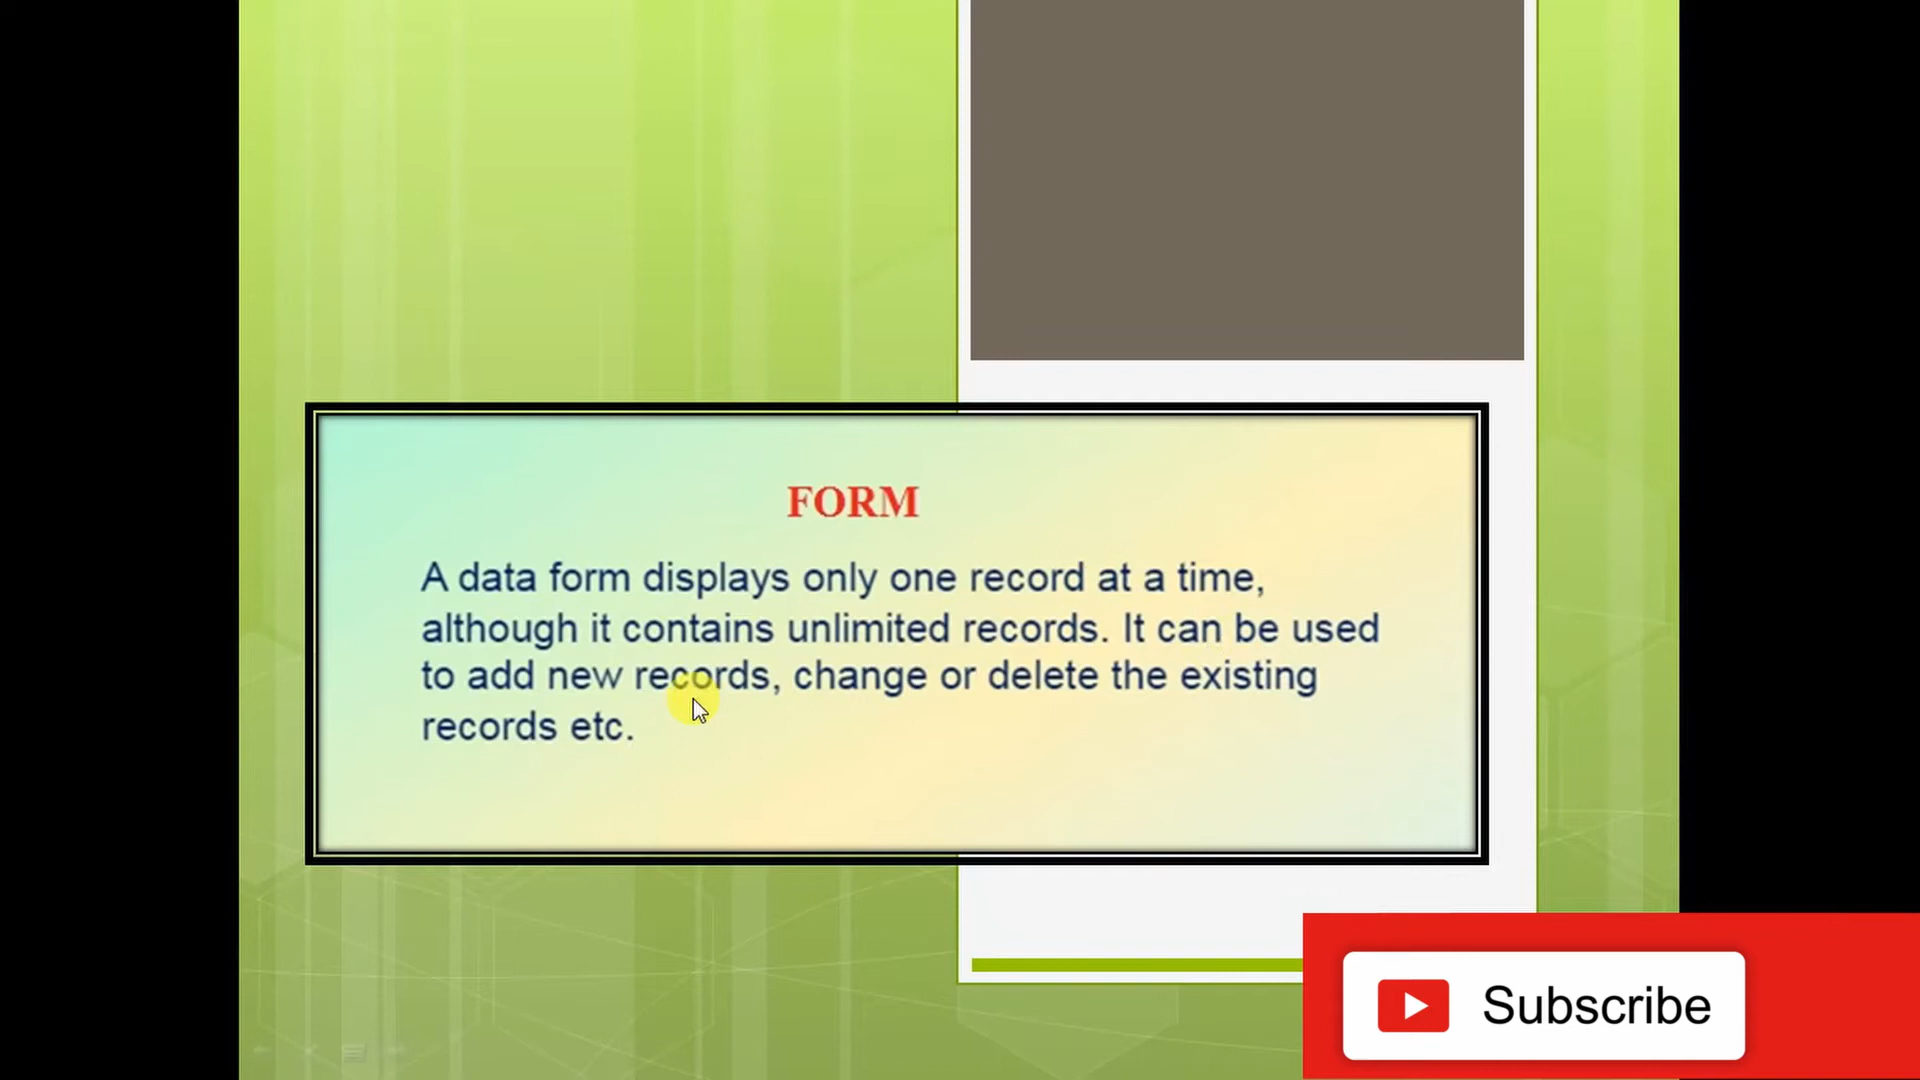 FORM
A data form displays only one record at a time,
although it contains unlimited records. It can be used
to add new records, change or delete the existing
records etc.
Subscribe